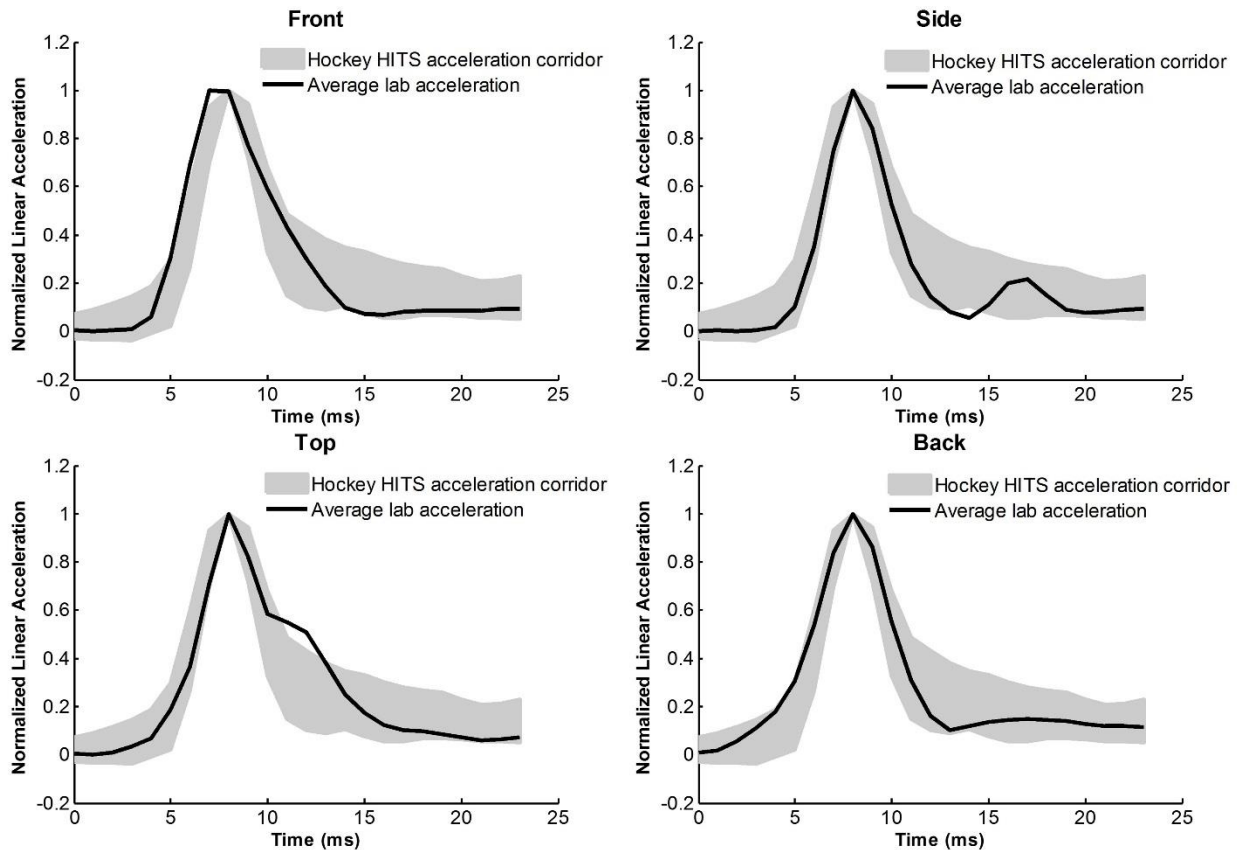 Front
Normalized Linear Acceleration
1.2
1
0.8
0.6
0.4
0.2
0
-0.2
Hockey HITS acceleration corridor
Average lab acceleration
0 5 10 15 20 25
Time (ms)
Side
Normalized Linear Acceleration
1.2
1
0.8
0.6
0.4
0.2
0
-0.2
Hockey HITS acceleration corridor
Average lab acceleration
0 5 10 15 20 25
Time (ms)
Top
Normalized Linear Acceleration
1.2
1
0.8
0.6
0.4
0.2
0
-0.2
Hockey HITS acceleration corridor
Average lab acceleration
0 5 10 15 20 25
Time (ms)
Back
Normalized Linear Acceleration
1.2
1
0.8
0.6
0.4
0.2
0
-0.2
Hockey HITS acceleration corridor
Average lab acceleration
0 5 10 15 20 25
Time (ms)